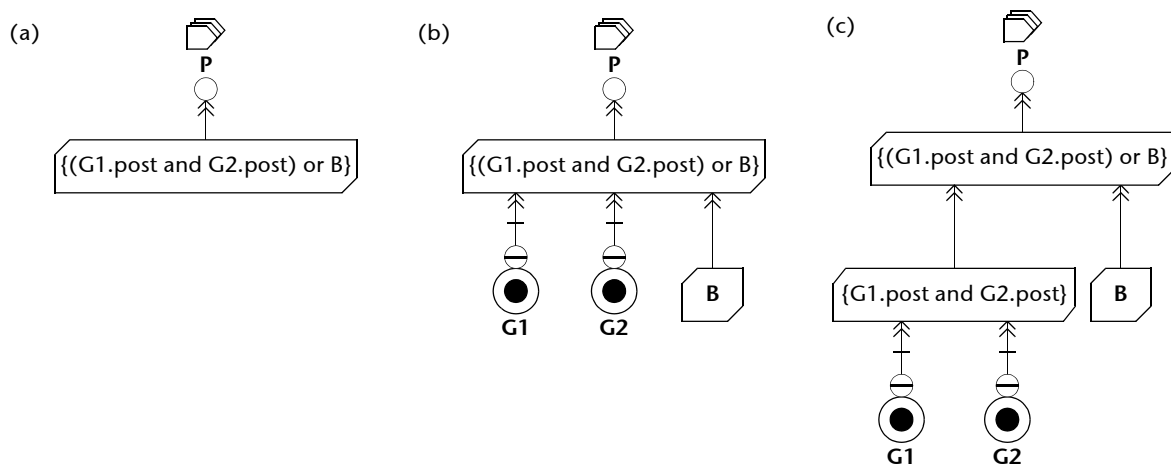 (a)
P
{(G1.post and G2.post) or B}
(b)
P
{(G1.post and G2.post) or B}
G1
G2
B
(c)
P
{(G1.post and G2.post) or B}
{G1.post and G2.post}
B
G1
G2